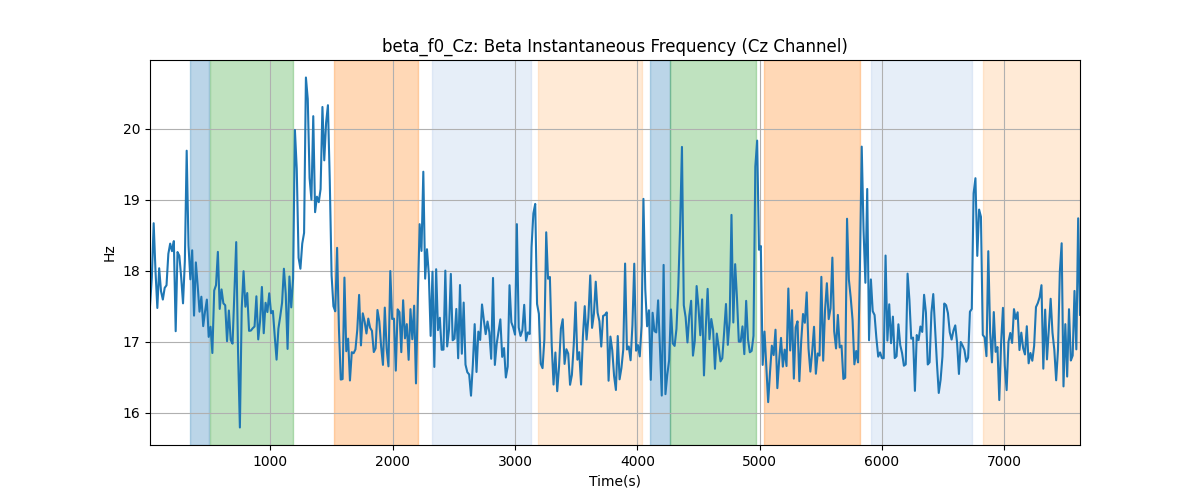 beta_f0_Cz: Beta Instantaneous Frequency (Cz Channel)
20
19
18
17
16
Hz
1000 2000 3000 4000 5000 6000 7000
Time(s)